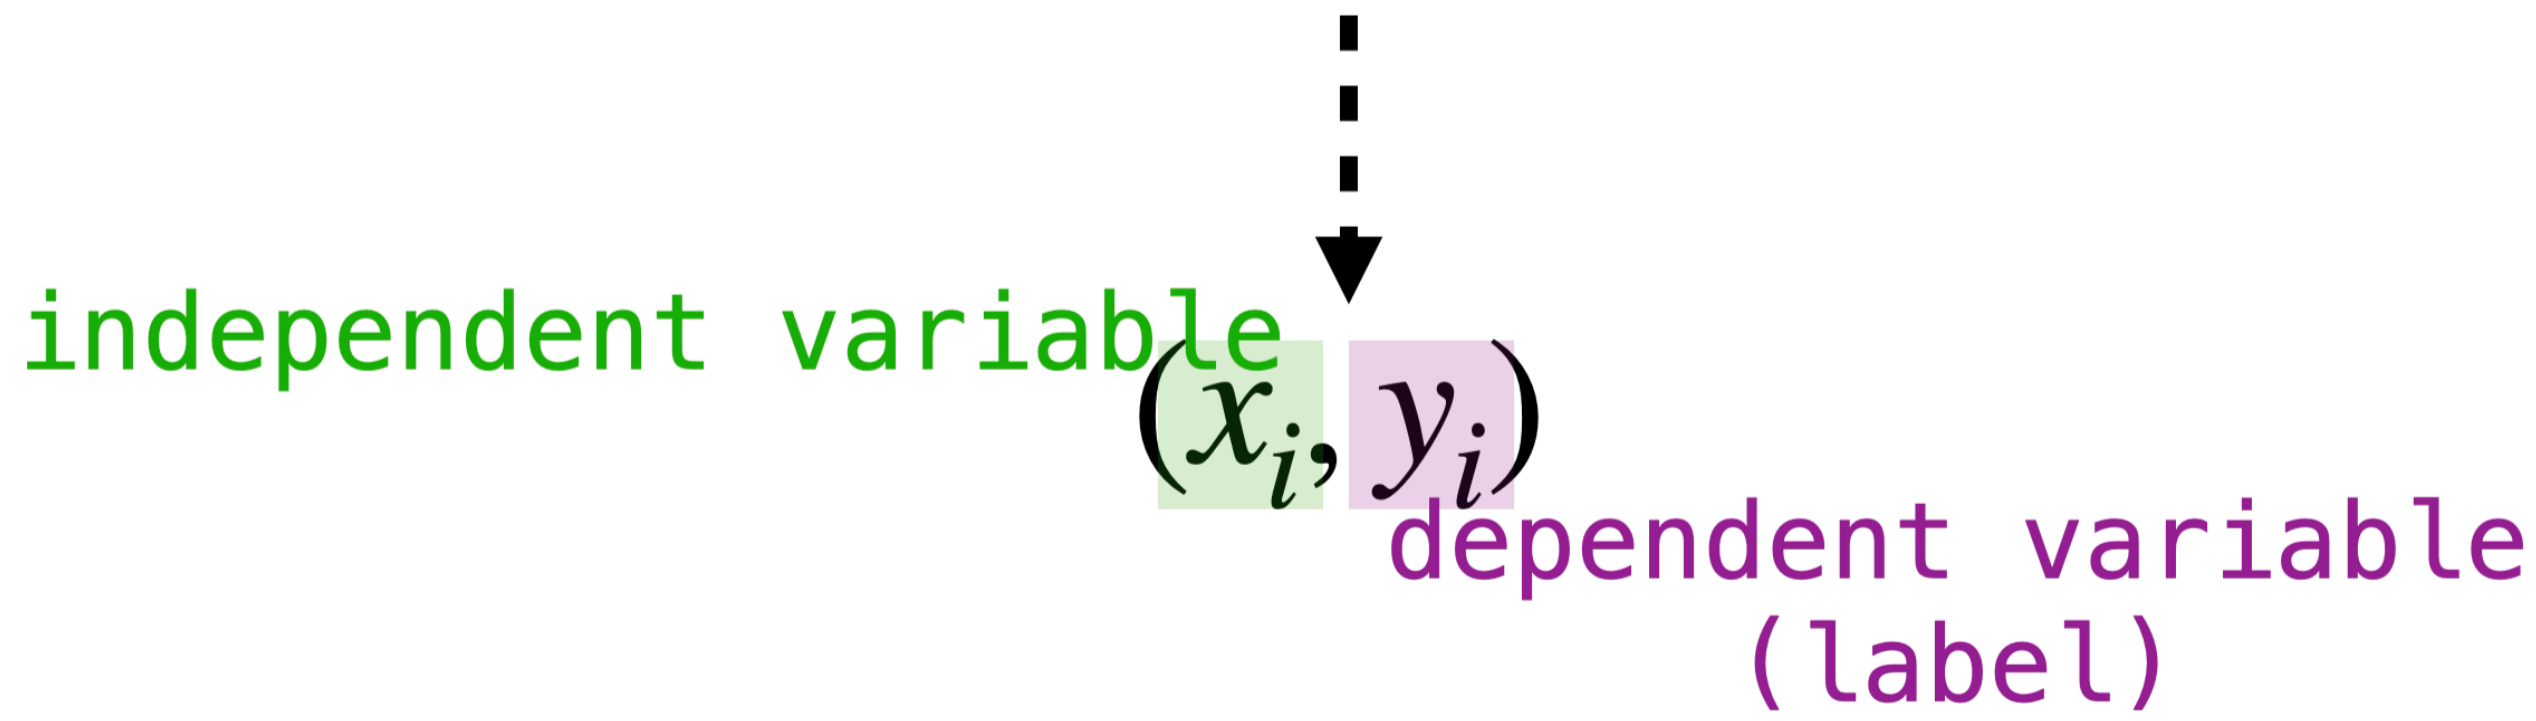 independent variable
(xᵢ, yᵢ)
dependent variable
(label)